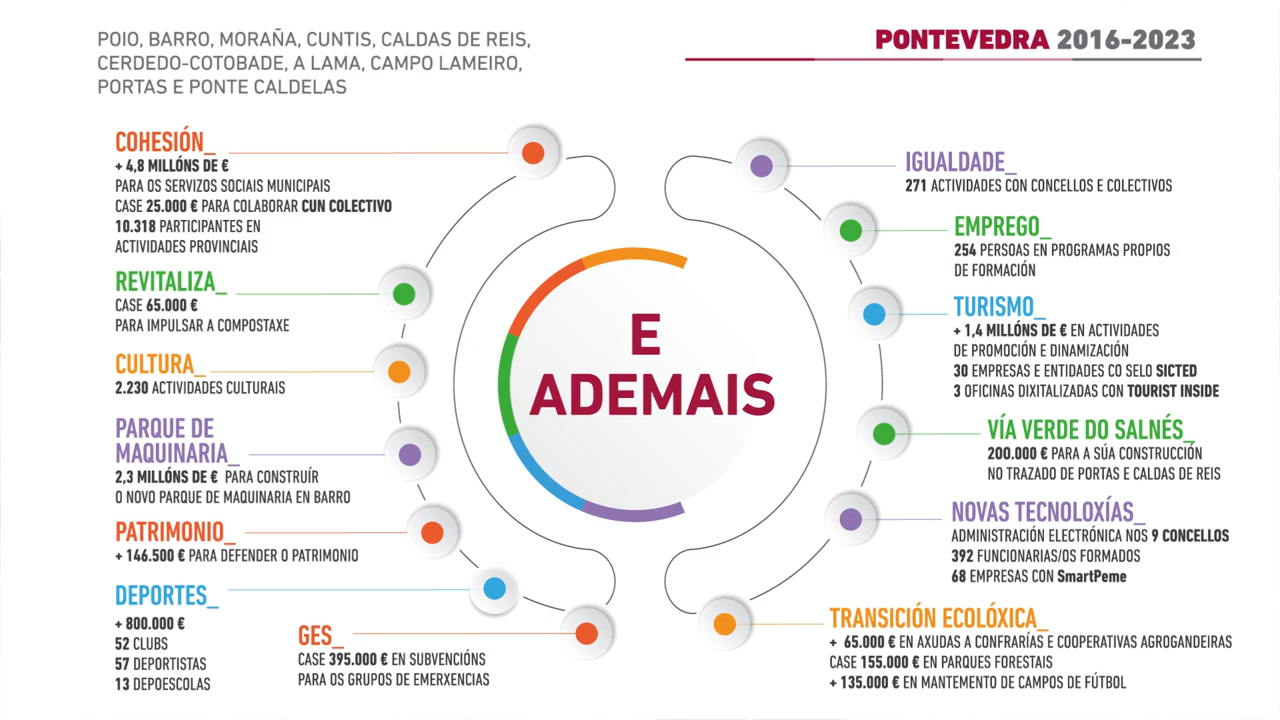 POIO, BARRO, MORAÑA, CUNTIS, CALDAS DE REIS,
CERDEDO-COTOBADE, A LAMA, CAMPO LAMEIRO,
PORTAS E PONTE CALDELAS
PONTEVEDRA 2016-2023
COHESIÓN_
+ 4,8 MILLÓNS DE €
PARA OS SERVIZOS SOCIAIS MUNICIPAIS
CASE 25.000 € PARA COLABORAR CUN COLECTIVO
10.318 PARTICIPANTES EN
ACTIVIDADES PROVINCIAIS
REVITALIZA_
CASE 65.000 €
PARA IMPULSAR A COMPOSTAXE
CULTURA_
2.230 ACTIVIDADES CULTURAIS
PARQUE DE
MAQUINARIA_
2,3 MILLÓNS DE € PARA CONSTRUÍR
O NOVO PARQUE DE MAQUINARIA EN BARRO
PATRIMONIO_
+ 146.500 € PARA DEFENDER O PATRIMONIO
DEPORTES_
+ 800.000 €
52 CLUBS
57 DEPORTISTAS
13 DEPOESCOLAS
GES_
CASE 395.000 € EN SUBVENCIÓNS
PARA OS GRUPOS DE EMERXENCIAS
E
ADEMAIS
IGUALDADE_
271 ACTIVIDADES CON CONCELLOS E COLECTIVOS
EMPREGO_
254 PERSOAS EN PROGRAMAS PROPIOS
DE FORMACIÓN
TURISMO_
+ 1,4 MILLÓNS DE € EN ACTIVIDADES
DE PROMOCIÓN E DINAMIZACIÓN
30 EMPRESAS E ENTIDADES CO SELO SICTED
3 OFICINAS DIXITALIZADAS CON TOURIST INSIDE
VÍA VERDE DO SALNÉS_
200.000 € PARA A SÚA CONSTRUCCIÓN
NO TRAZADO DE PORTAS E CALDAS DE REIS
NOVAS TECNOLOXÍAS_
ADMINISTRACIÓN ELECTRÓNICA NOS 9 CONCELLOS
392 FUNCIONARIAS/OS FORMADOS
68 EMPRESAS CON SmartPeme
TRANSICIÓN ECOLÓXICA_
+ 65.000 € EN AXUDAS A CONFRARÍAS E COOPERATIVAS AGROGANDEIRAS
CASE 155.000 € EN PARQUES FORESTAIS
+ 135.000 € EN MANTEMENTO DE CAMPOS DE FÚTBOL